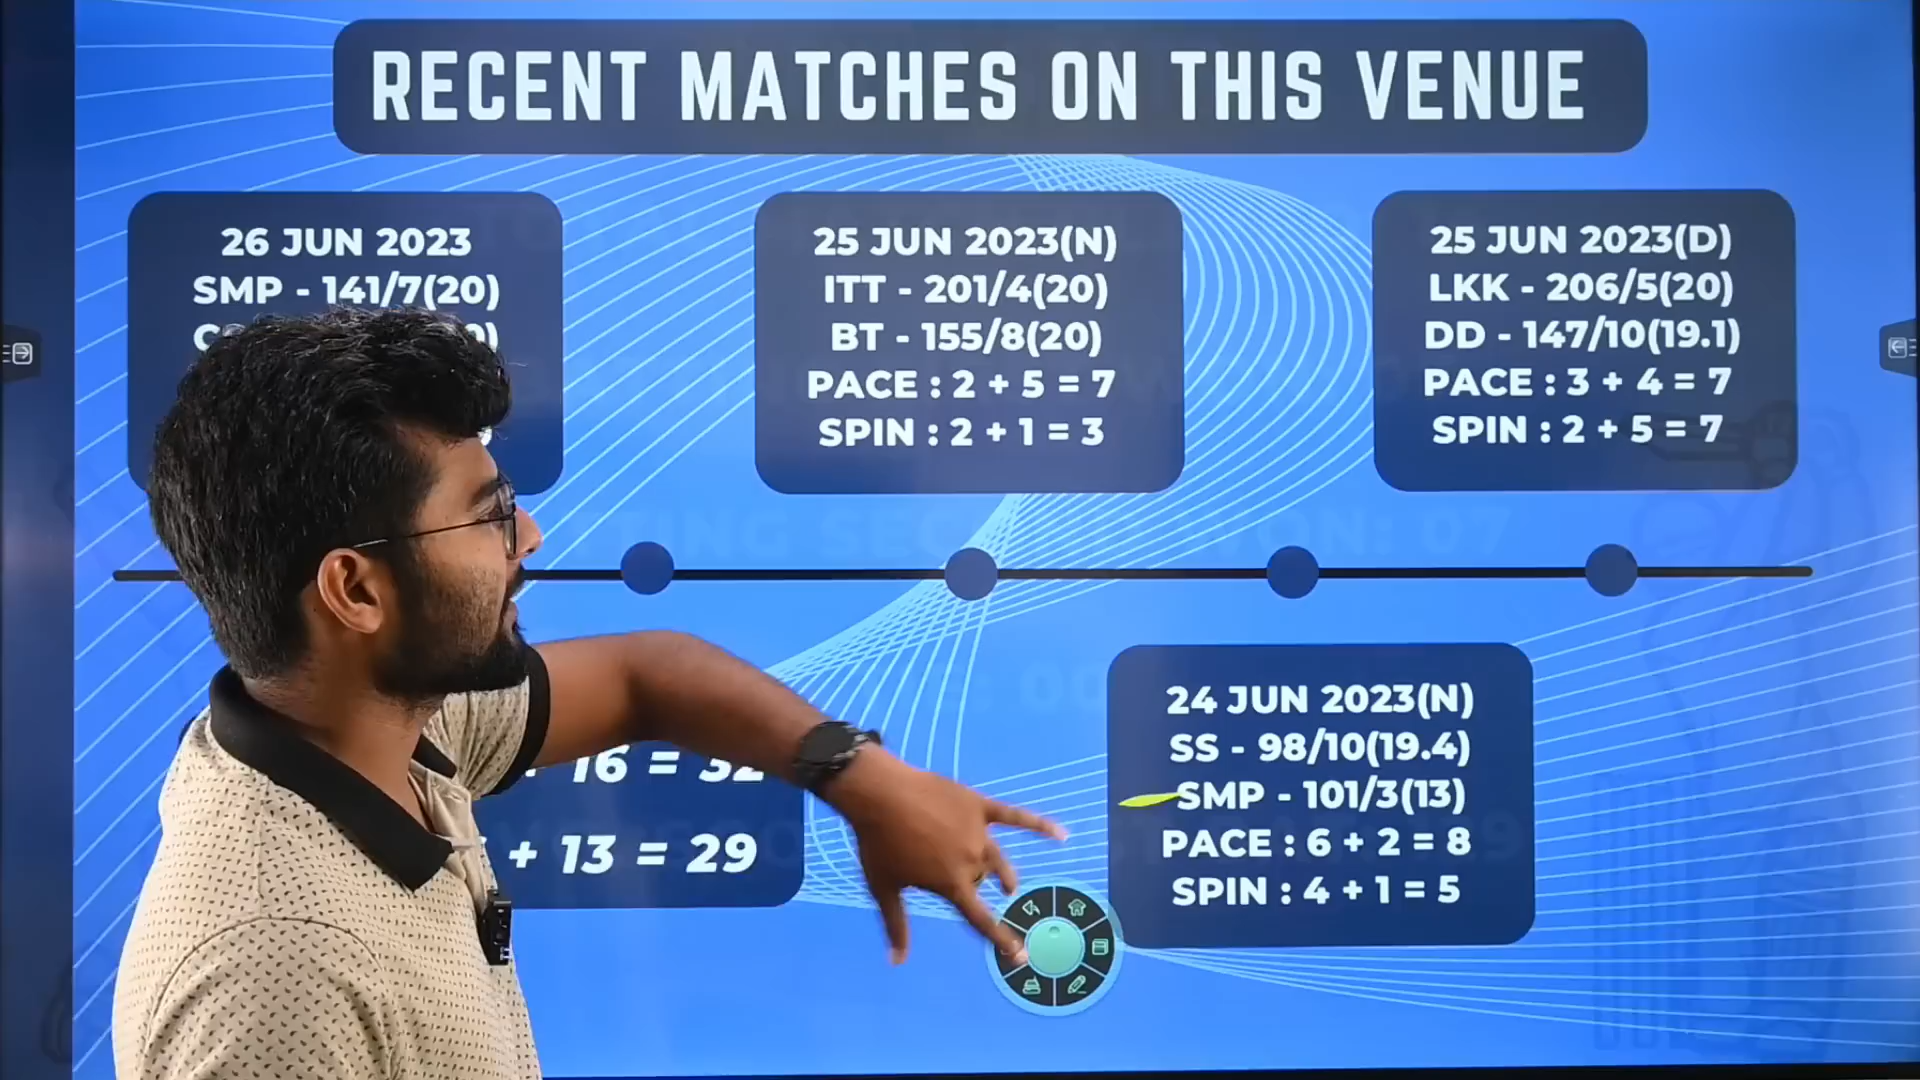 RECENT MATCHES ON THIS VENUE
26 JUN 2023
SMP - 141/7(20)
25 JUN 2023(N)
ITT - 201/4(20)
BT - 155/8(20)
PACE : 2 + 5 = 7
SPIN : 2 + 1 = 3
25 JUN 2023(D)
LKK - 206/5(20)
DD - 147/10(19.1)
PACE : 3 + 4 = 7
SPIN : 2 + 5 = 7
16 = 32
+ 13 = 29
24 JUN 2023(N)
SS - 98/10(19.4)
SMP - 101/3(13)
PACE : 6 + 2 = 8
SPIN : 4 + 1 = 5